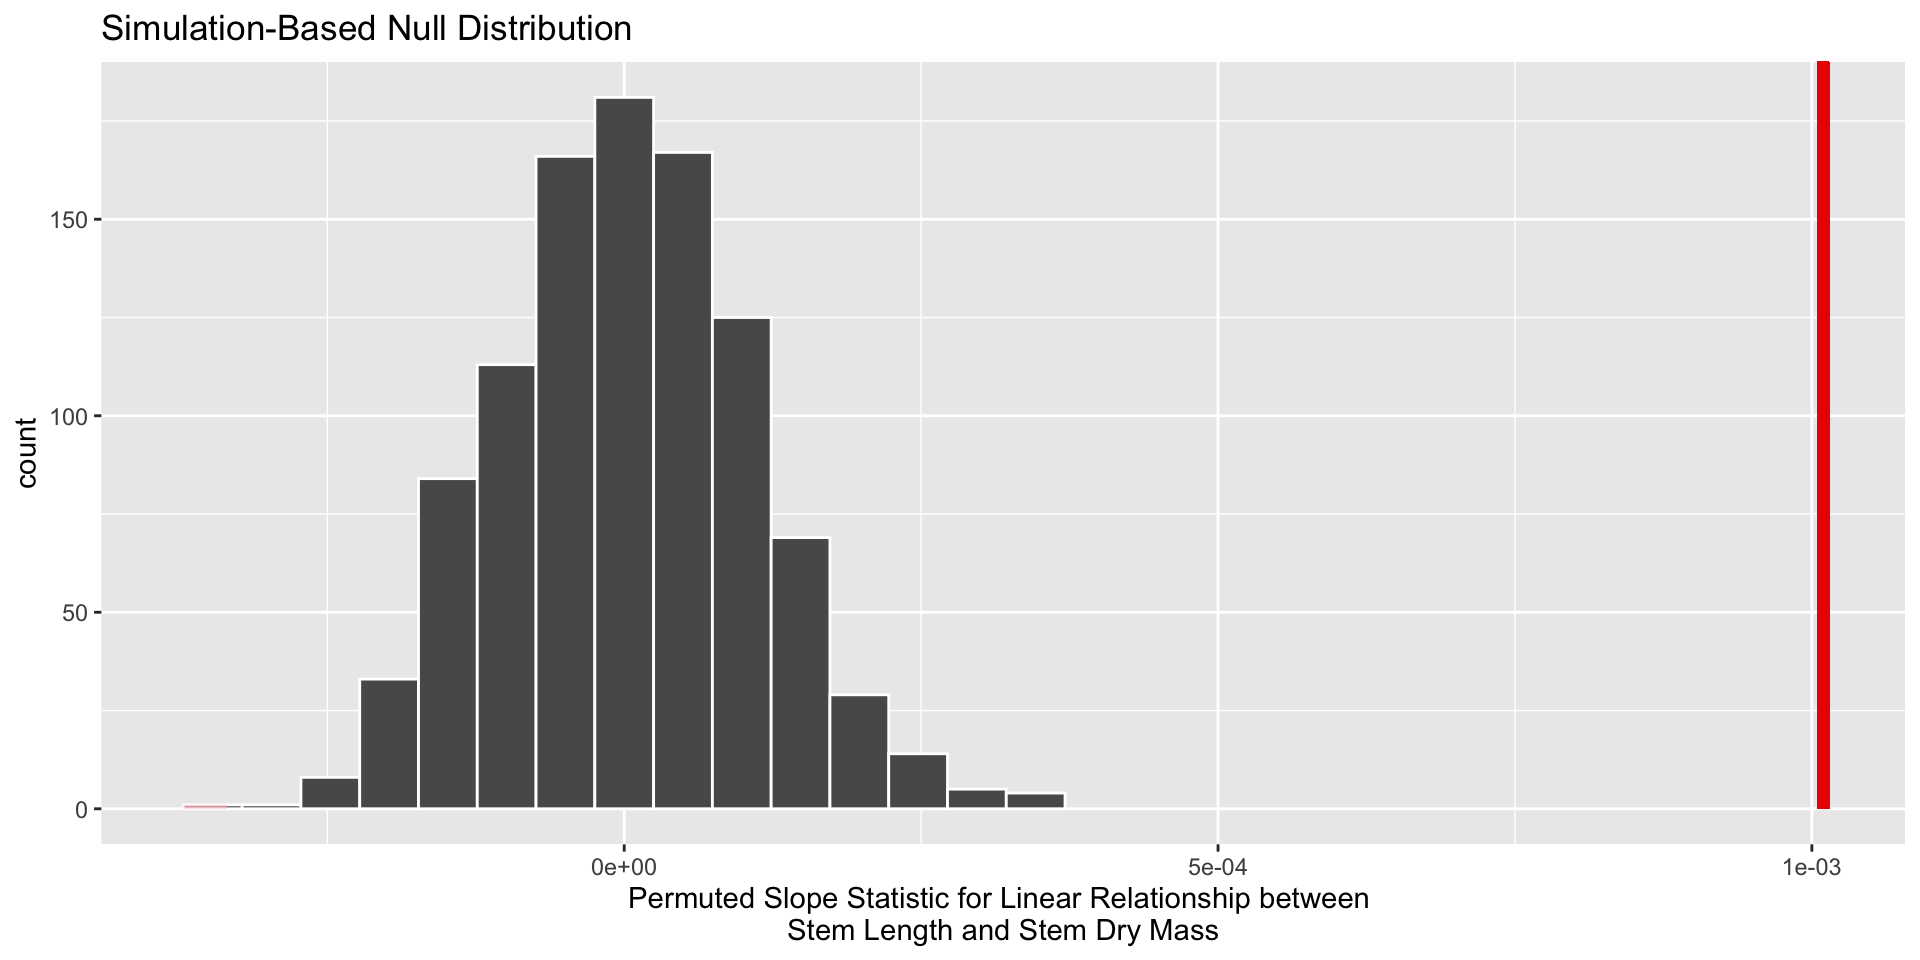 Simulation-Based Null Distribution
count
150
100
50
0
0e+00
5e-04
1e-03
Permuted Slope Statistic for Linear Relationship between
Stem Length and Stem Dry Mass